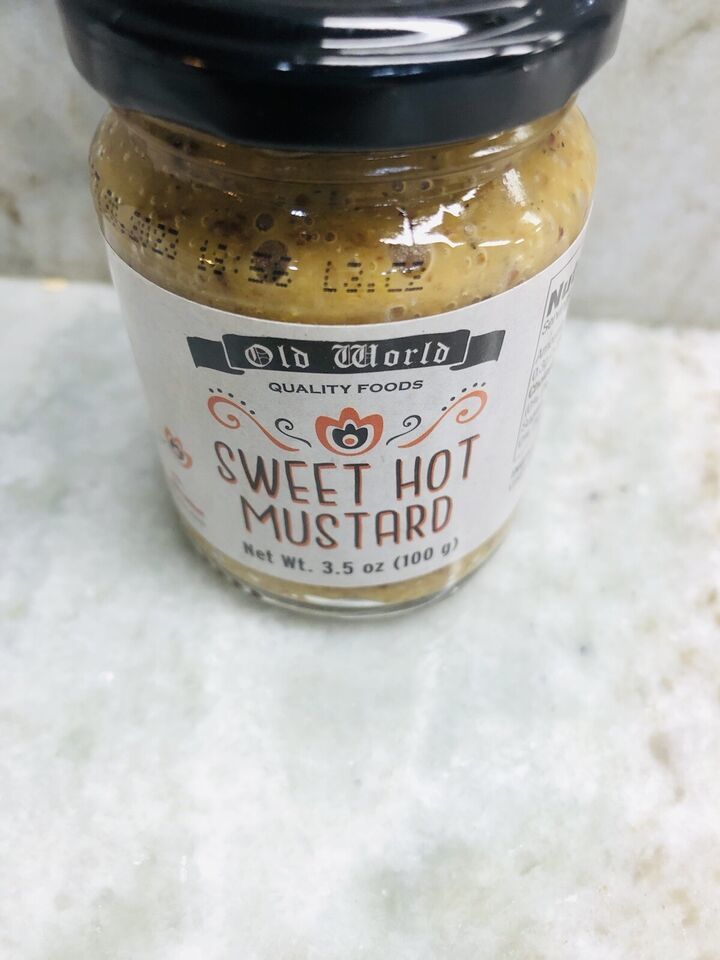 Old World
QUALITY FOODS
SWEET HOT
MUSTARD
Net Wt. 3.5 oz (100 g)